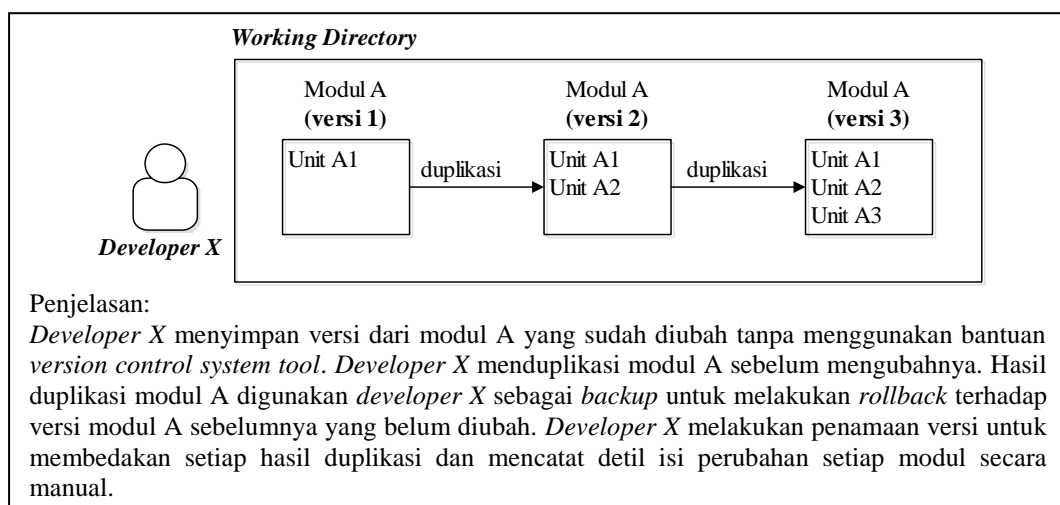 Working Directory
Modul A
(versi 1)
Modul A
(versi 2)
Modul A
(versi 3)
Unit A1
duplikasi
Unit A1
Unit A2
duplikasi
Unit A1
Unit A2
Unit A3
Developer X
Penjelasan:
Developer X menyimpan versi dari modul A yang sudah diubah tanpa menggunakan bantuan
version control system tool. Developer X menduplikasi modul A sebelum mengubahnya. Hasil
duplikasi modul A digunakan developer X sebagai backup untuk melakukan rollback terhadap
versi modul A sebelumnya yang belum diubah. Developer X melakukan penamaan versi untuk
membedakan setiap hasil duplikasi dan mencatat detil isi perubahan setiap modul secara
manual.